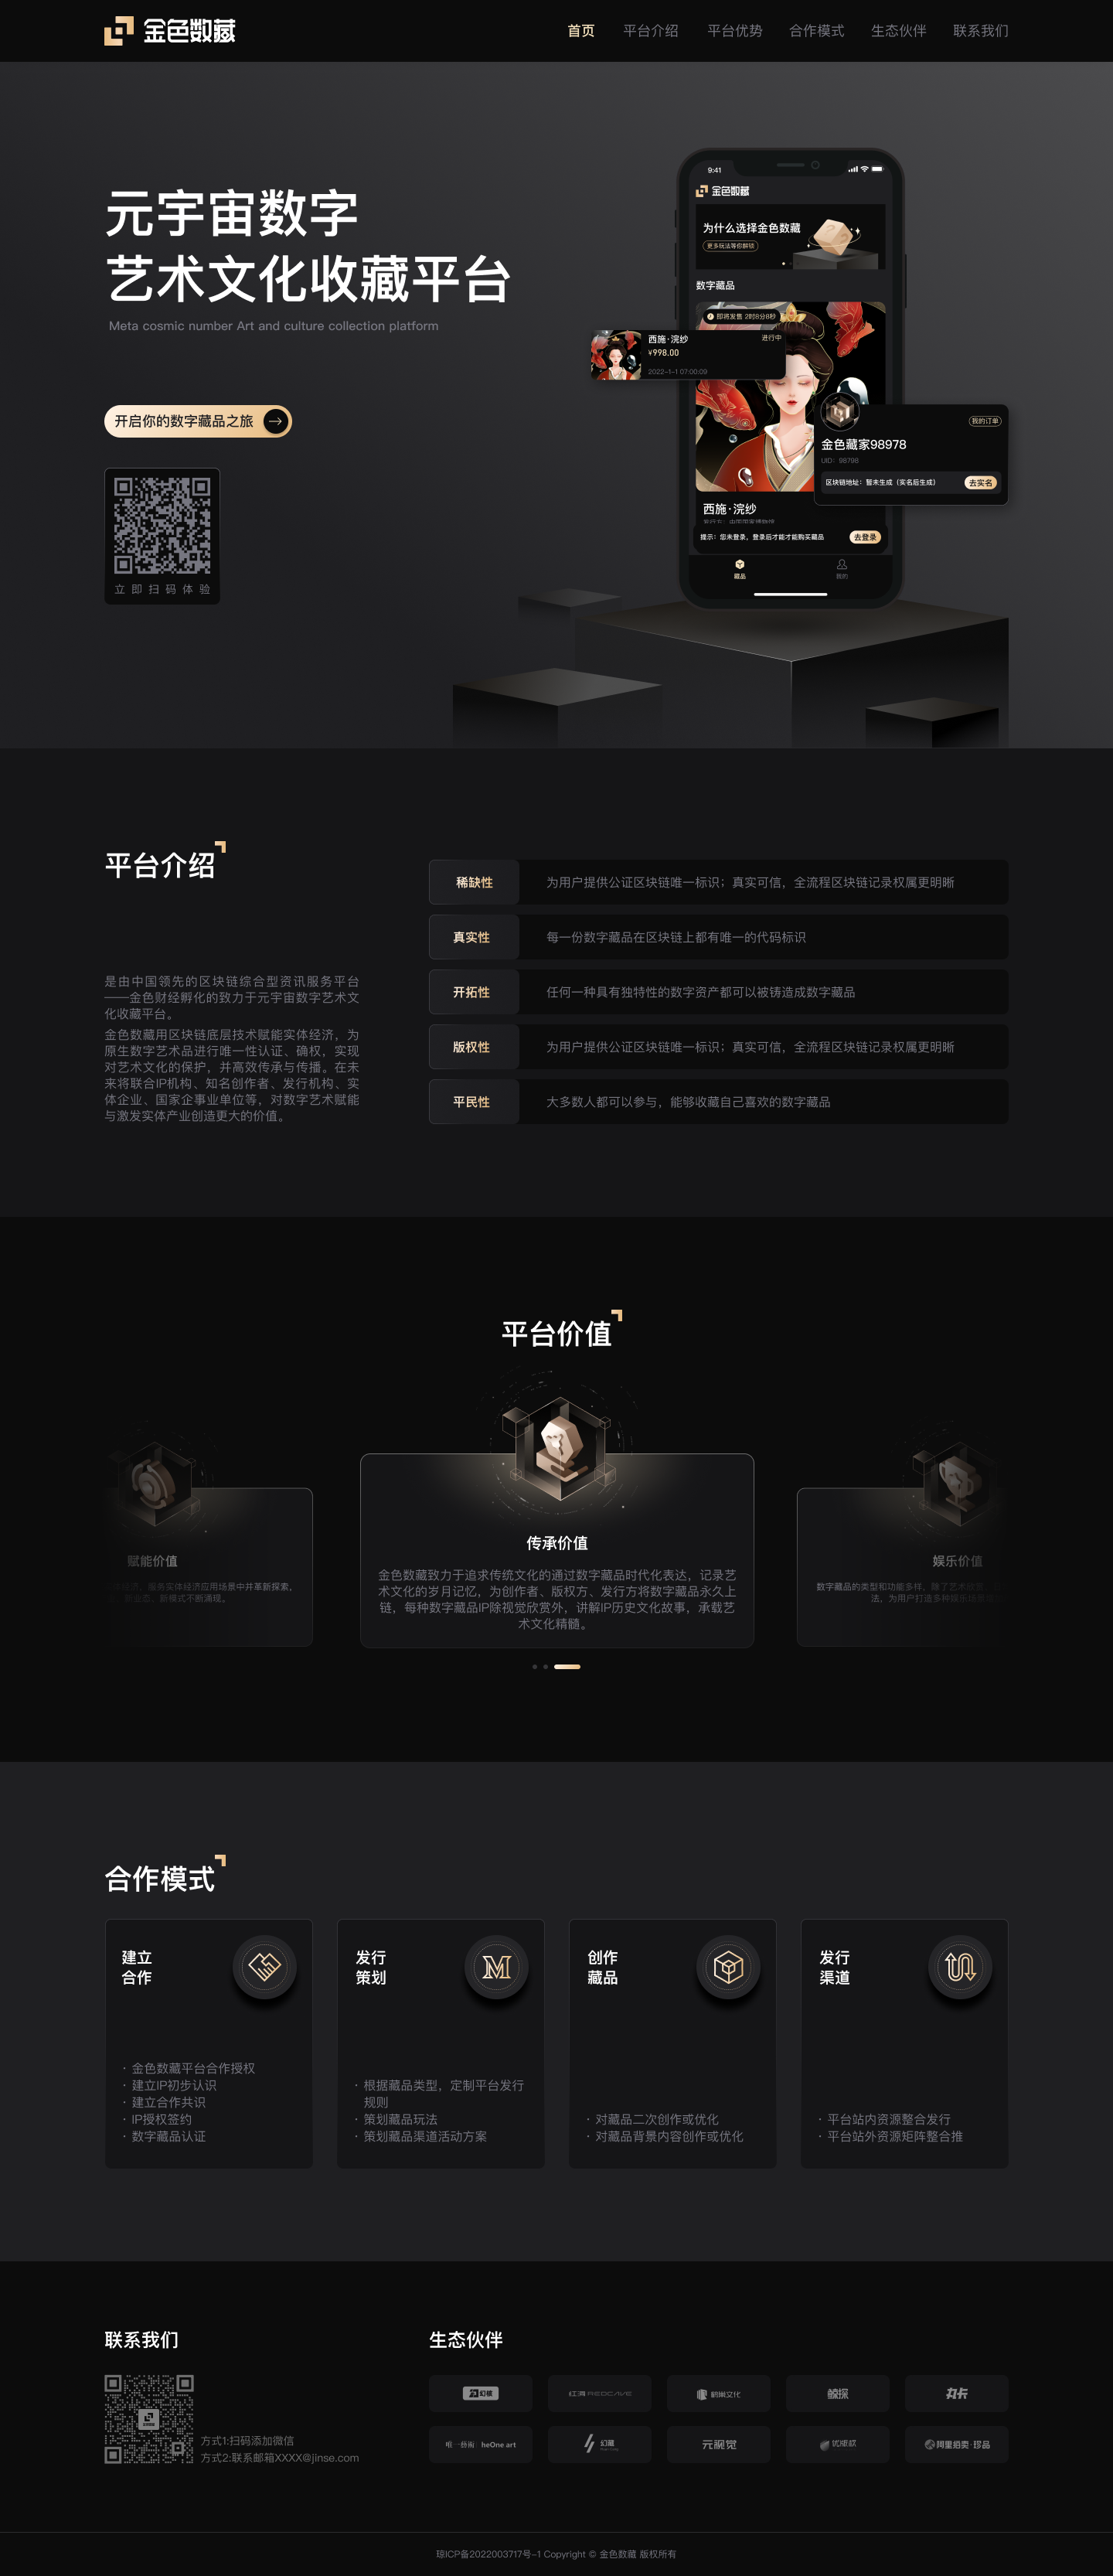 金色数藏
首页 平台介绍 平台优势 合作模式 生态伙伴 联系我们
元宇宙数字
艺术文化收藏平台
Meta cosmic number Art and culture collection platform
开启你的数字藏品之旅
立即扫码体验
9:41
金色数藏
为什么选择金色数藏
更多玩法等你解锁
数字藏品
即将发售 2时8分8秒
西施·浣纱
进行中
¥998.00
2022-1-1 07:00:09
我的订单
金色藏家98978
UID: 98798
区块链地址: 暂未生成 (实名后生成)
去实名
西施·浣纱
提示: 您未登录, 登录后才能才能购买藏品
去登录
藏品
我的
平台介绍
是由中国领先的区块链综合型资讯服务平台
——金色财经孵化的致力于元宇宙数字艺术文
化收藏平台。
金色数藏用区块链底层技术赋能实体经济，为
原生数字艺术品进行唯一性认证、确权，实现
对艺术文化的保护，并高效传承与传播。在未
来将联合IP机构、知名创作者、发行机构、实
体企业、国家企事业单位等，对数字艺术赋能
与激发实体产业创造更大的价值。
稀缺性
为用户提供公证区块链唯一标识；真实可信，全流程区块链记录权属更明晰
真实性
每一份数字藏品在区块链上都有唯一的代码标识
开拓性
任何一种具有独特性的数字资产都可以被铸造成数字藏品
版权性
为用户提供公证区块链唯一标识；真实可信，全流程区块链记录权属更明晰
平民性
大多数人都可以参与，能够收藏自己喜欢的数字藏品
平台价值
赋能价值
服务实体经济应用场景中并革新探索,
新模式不断涌现。
传承价值
金色数藏致力于追求传统文化的通过数字藏品时代化表达，记录艺
术文化的岁月记忆，为创作者、版权方、发行方将数字藏品永久上
链，每种数字藏品IP除视觉欣赏外，讲解IP历史文化故事，承载艺
术文化精髓。
娱乐价值
数字藏品的类型和功能多样，除了艺术
法，为用户打造多种娱乐
合作模式
建立
合作
· 金色数藏平台合作授权
· 建立IP初步认识
· 建立合作共识
· IP授权签约
· 数字藏品认证
发行
策划
· 根据藏品类型，定制平台发行
规则
· 策划藏品玩法
· 策划藏品渠道活动方案
创作
藏品
· 对藏品二次创作或优化
· 对藏品背景内容创作或优化
发行
渠道
· 平台站内资源整合发行
· 平台站外资源矩阵整合推
联系我们
方式1:扫码添加微信
方式2:联系邮箱XXXX@jinse.com
生态伙伴
幻核
红洞 REDCAVE
鲸探
丸卡
唯一藝術 heOne art
幻藏
元视觉
优版权
阿里拍卖·珍品
琼ICP备2022003717号-1 Copyright © 金色数藏 版权所有